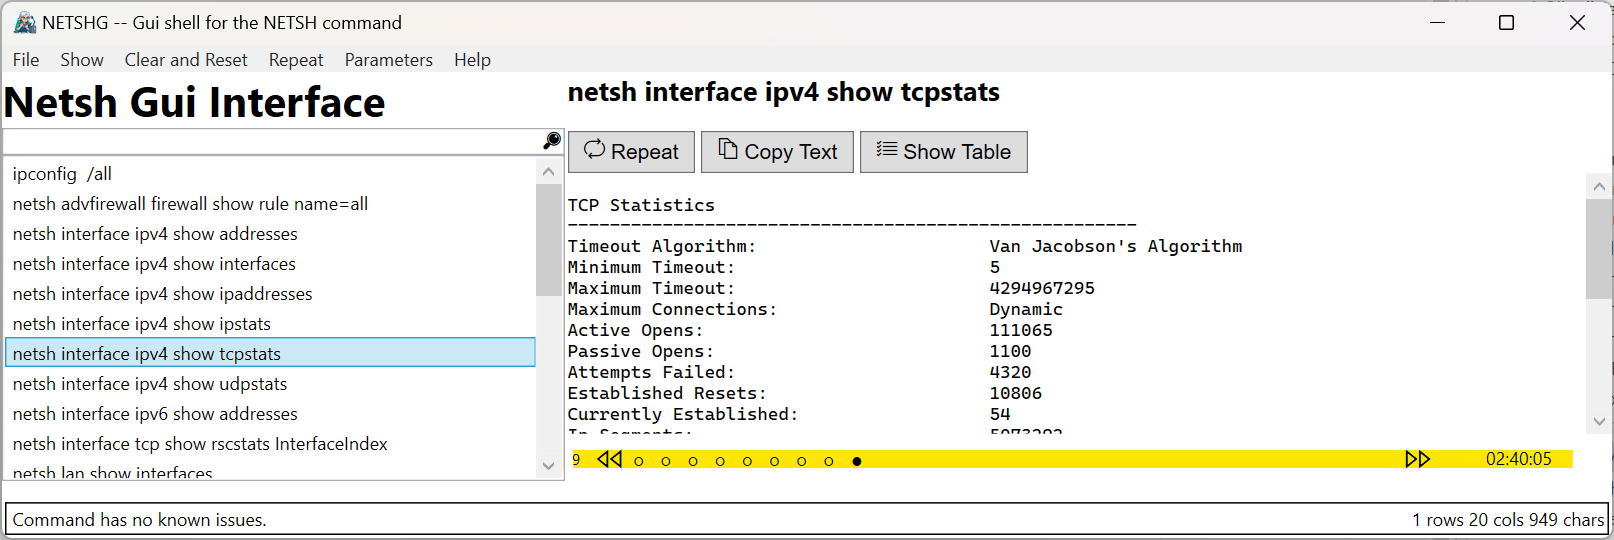 NETSHG -- Gui shell for the NETSH command
File Show Clear and Reset Repeat Parameters Help
Netsh Gui Interface
ipconfig  /all
netsh advfirewall firewall show rule name=all
netsh interface ipv4 show addresses
netsh interface ipv4 show interfaces
netsh interface ipv4 show ipaddresses
netsh interface ipv4 show ipstats
netsh interface ipv4 show tcpstats
netsh interface ipv4 show udpstats
netsh interface ipv6 show addresses
netsh interface tcp show rscstats InterfaceIndex
netsh lan show interfaces
netsh interface ipv4 show tcpstats
Repeat Copy Text Show Table
TCP Statistics
------------------------------------------------------
Timeout Algorithm: Van Jacobson's Algorithm
Minimum Timeout: 5
Maximum Timeout: 4294967295
Maximum Connections: Dynamic
Active Opens: 111065
Passive Opens: 1100
Attempts Failed: 4320
Established Resets: 10806
Currently Established: 54
In Segments: 5073292
9 02:40:05
Command has no known issues. 1 rows 20 cols 949 chars